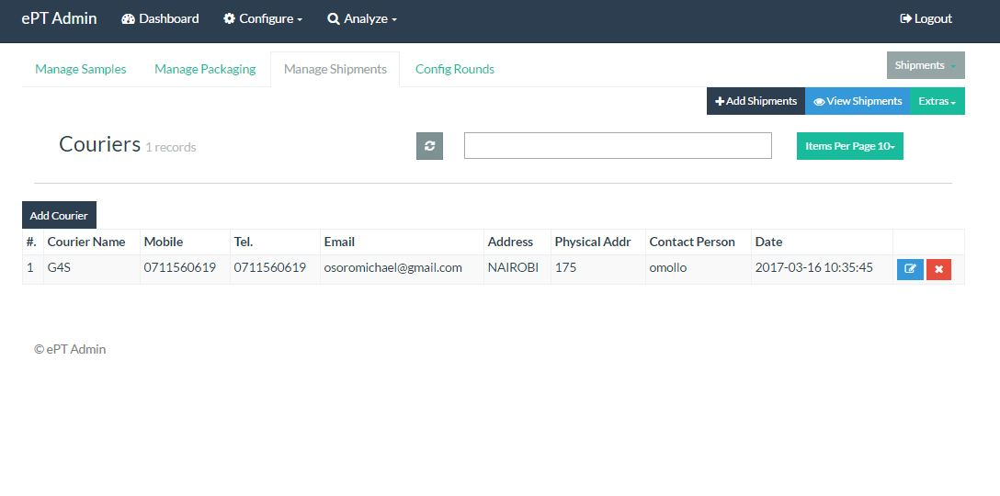 ePT Admin Dashboard Configure Analyze Logout
Manage Samples Manage Packaging Manage Shipments Config Rounds Shipments
Add Shipments View Shipments Extras
Couriers 1 records Items Per Page 10
Add Courier
#. Courier Name Mobile Tel. Email Address Physical Addr Contact Person Date
1 G4S 0711560619 0711560619 osoromichael@gmail.com NAIROBI 175 omollo 2017-03-16 10:35:45
© ePT Admin